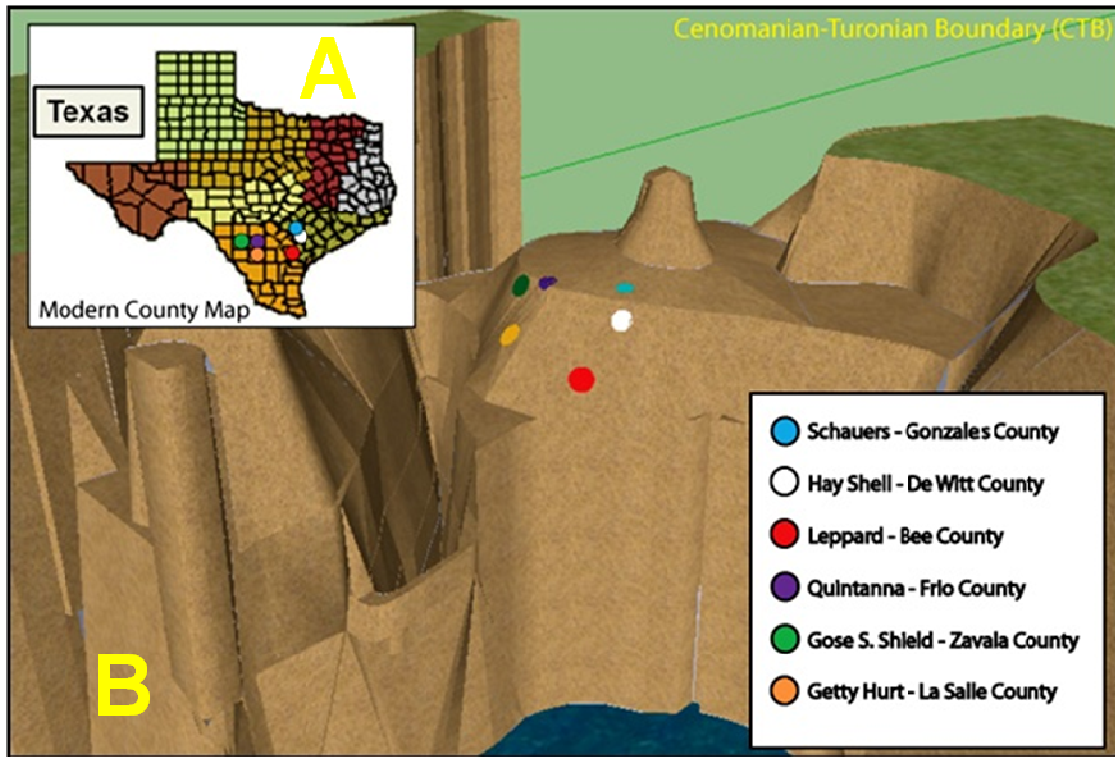 Cenomanian-Turonian Boundary (CTB)
A
Texas
Modern County Map
Schauers - Gonzales County
Hay Shell - De Witt County
Leppard - Bee County
Quintanna - Frio County
Gose S. Shield - Zavala County
Getty Hurt - La Salle County
B